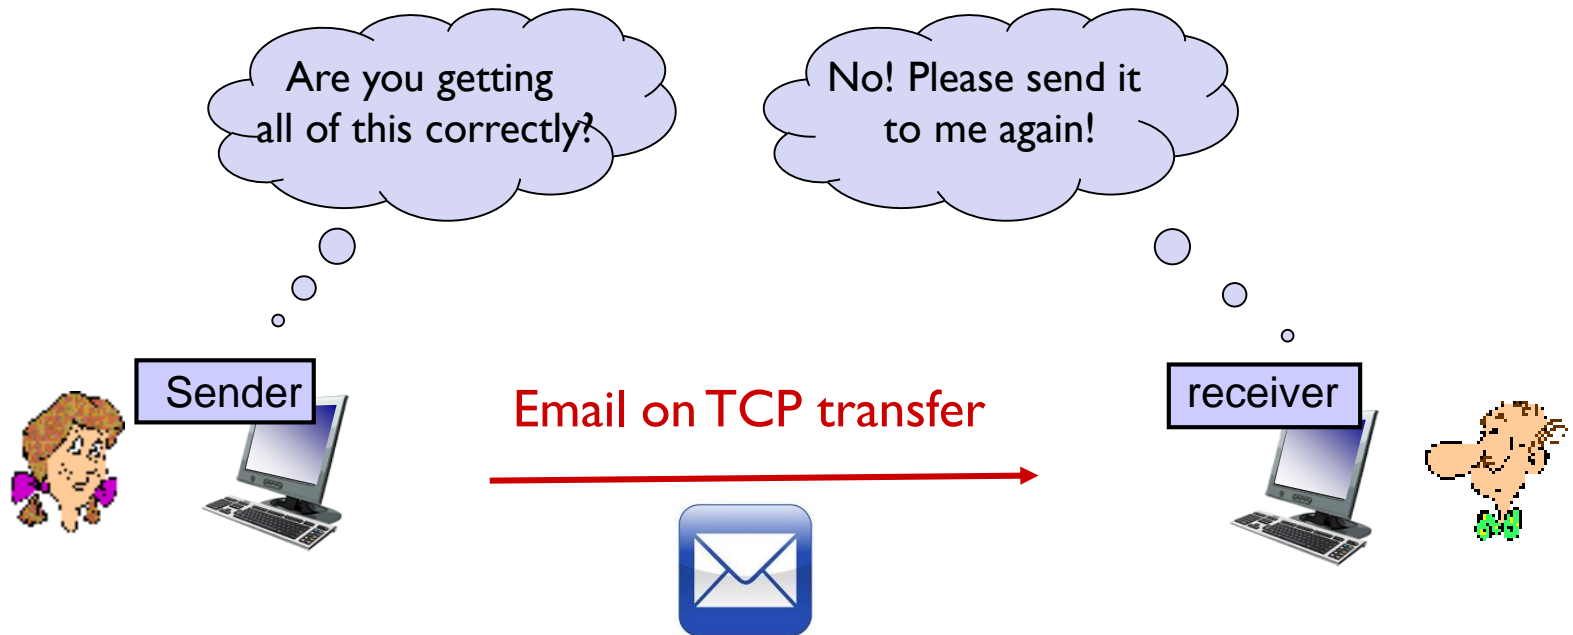 Are you getting
all of this correctly?
No! Please send it
to me again!
Sender
Email on TCP transfer
receiver